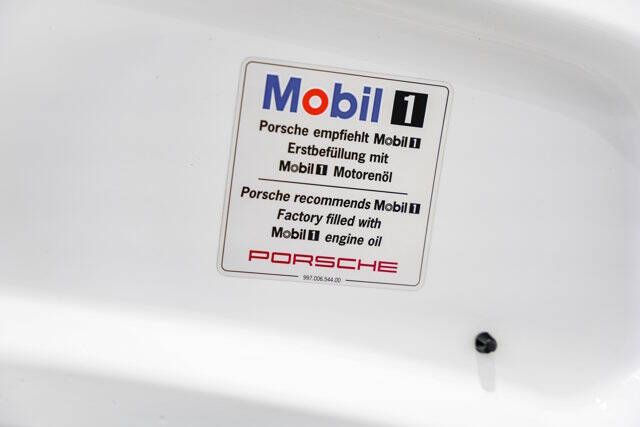 Mobil 1
Porsche empfiehlt Mobil 1
Erstbefüllung mit
Mobil 1 Motorenöl
Porsche recommends Mobil 1
Factory filled with
Mobil 1 engine oil
PORSCHE
997.006.544.00